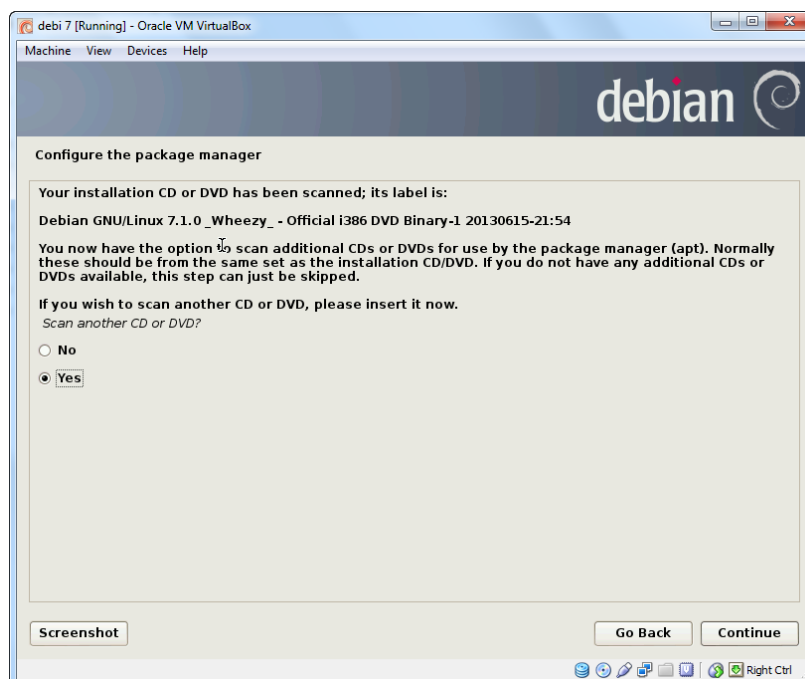 debi 7 [Running] - Oracle VM VirtualBox
Machine View Devices Help
debian
Configure the package manager
Your installation CD or DVD has been scanned; its label is:
Debian GNU/Linux 7.1.0 _Wheezy_ - Official i386 DVD Binary-1 20130615-21:54
You now have the option to scan additional CDs or DVDs for use by the package manager (apt). Normally
these should be from the same set as the installation CD/DVD. If you do not have any additional CDs or
DVDs available, this step can just be skipped.
If you wish to scan another CD or DVD, please insert it now.
Scan another CD or DVD?
No
Yes
Screenshot
Go Back
Continue
Right Ctrl